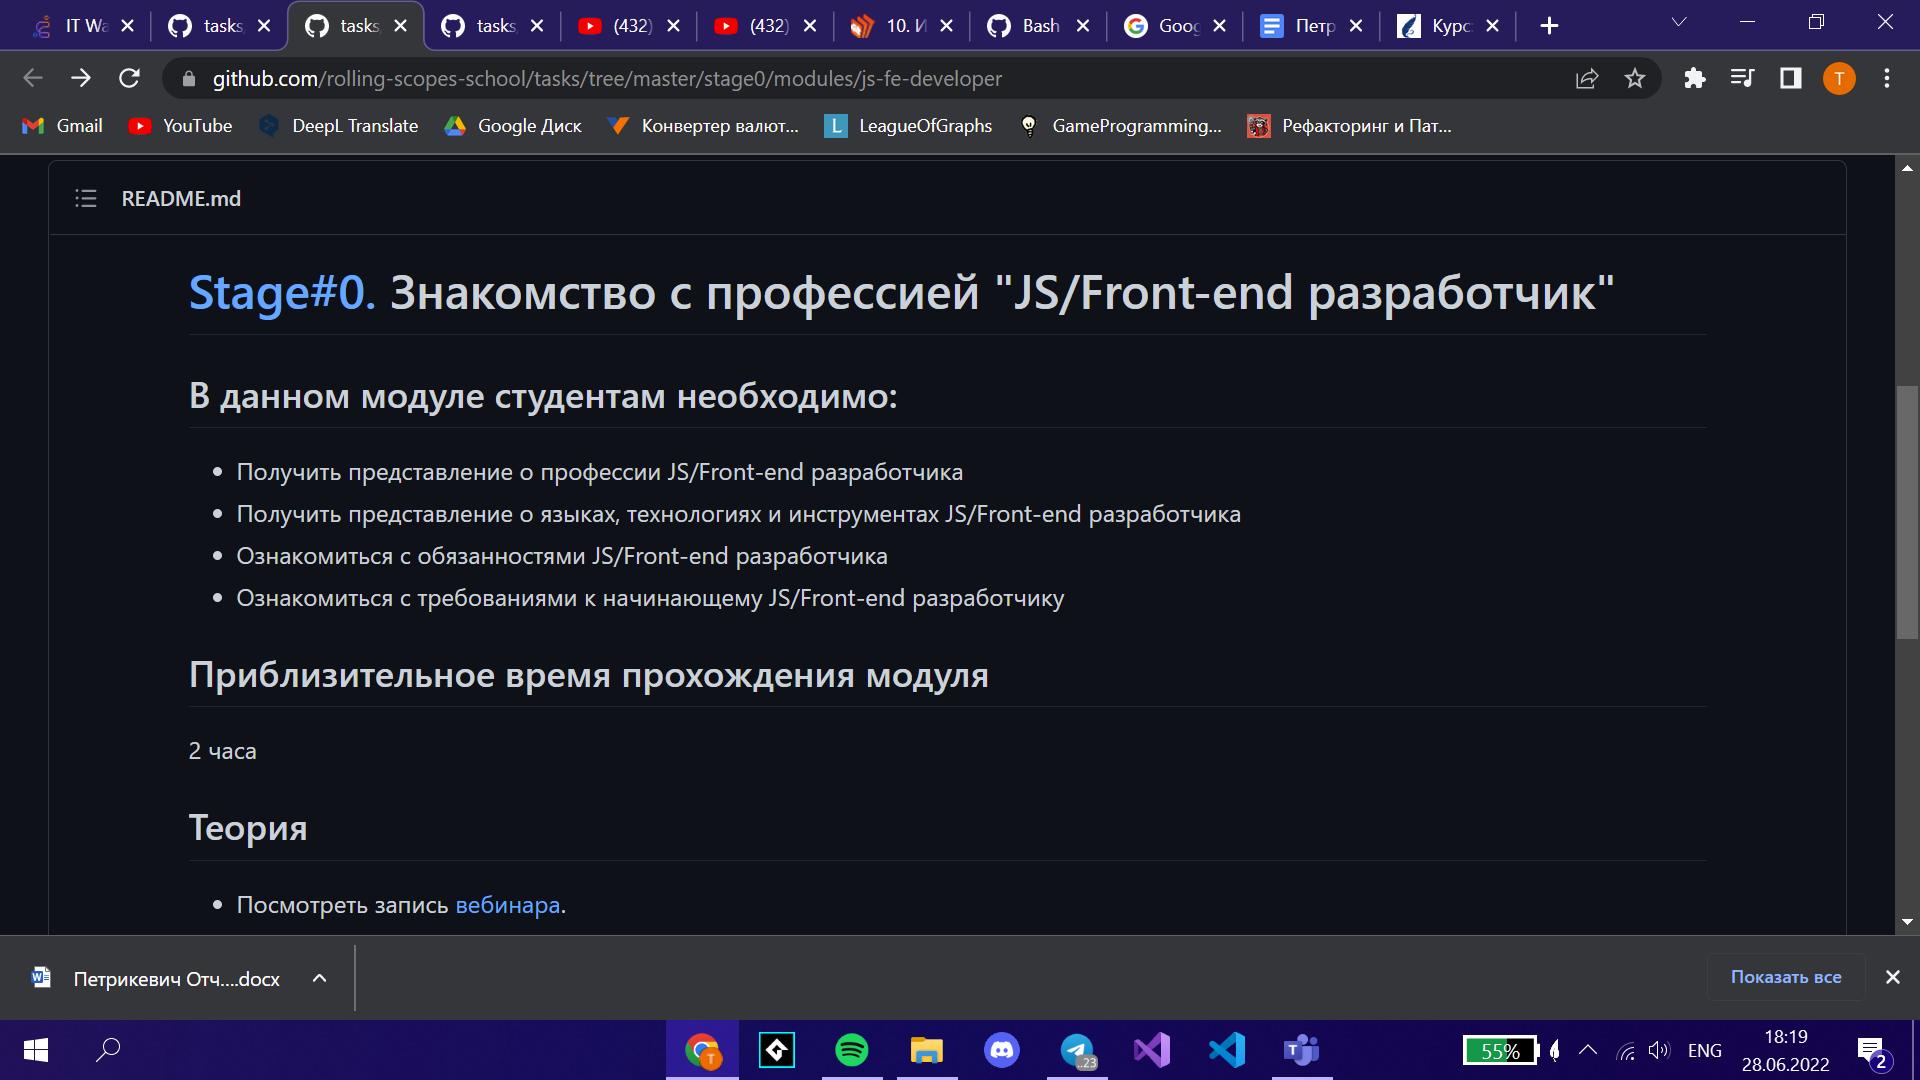 IT Wa
tasks
tasks
tasks
(432)
(432)
10. И
Bash
Goog
Петр
Курс
github.com/rolling-scopes-school/tasks/tree/master/stage0/modules/js-fe-developer
T
Gmail
YouTube
DeepL Translate
Google Диск
Конвертер валют...
L
LeagueOfGraphs
GameProgramming...
Рефакторинг и Пат...
README.md
Stage#0. Знакомство с профессией "JS/Front-end разработчик"
В данном модуле студентам необходимо:
Получить представление о профессии JS/Front-end разработчика
Получить представление о языках, технологиях и инструментах JS/Front-end разработчика
Ознакомиться с обязанностями JS/Front-end разработчика
Ознакомиться с требованиями к начинающему JS/Front-end разработчику
Приблизительное время прохождения модуля
2 часа
Теория
Посмотреть запись вебинара.
Петрикевич Отч....docx
Показать все
T
..23
55%
ENG
18:19
28.06.2022
2